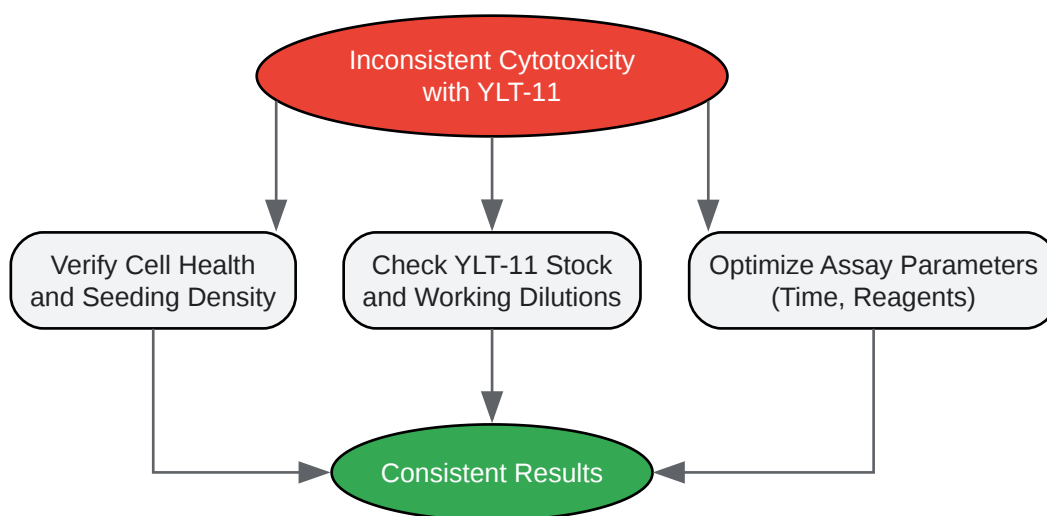 Inconsistent Cytotoxicity
with YLT-11
Verify Cell Health
and Seeding Density
Check YLT-11 Stock
and Working Dilutions
Optimize Assay Parameters
(Time, Reagents)
Consistent Results